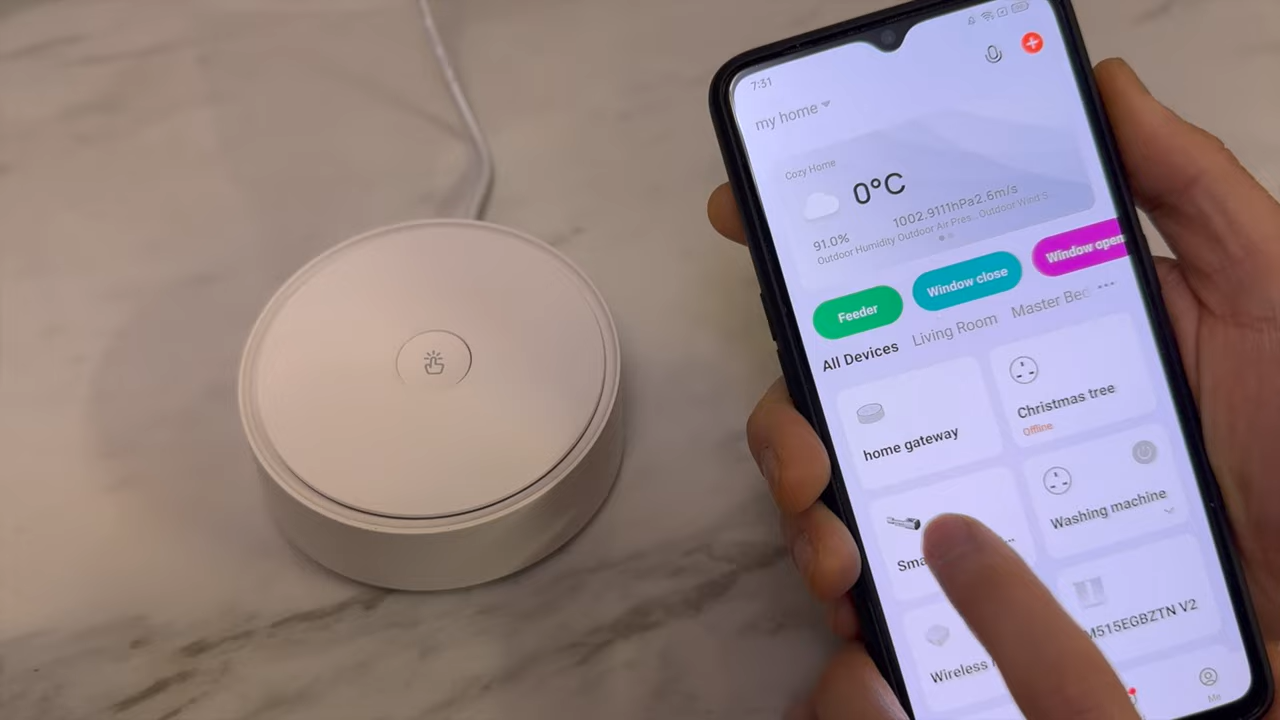 7:31
my home
Cozy Home
0°C
91.0% 1002.9111hPa2.6m/s
Outdoor Humidity Outdoor Air Pres... Outdoor Wind S
Feeder
Window close
Window open
All Devices
Living Room
Master Bed
home gateway
Christmas tree
Offline
Washing machine
M515EGBZTN V2
Wireless
Me